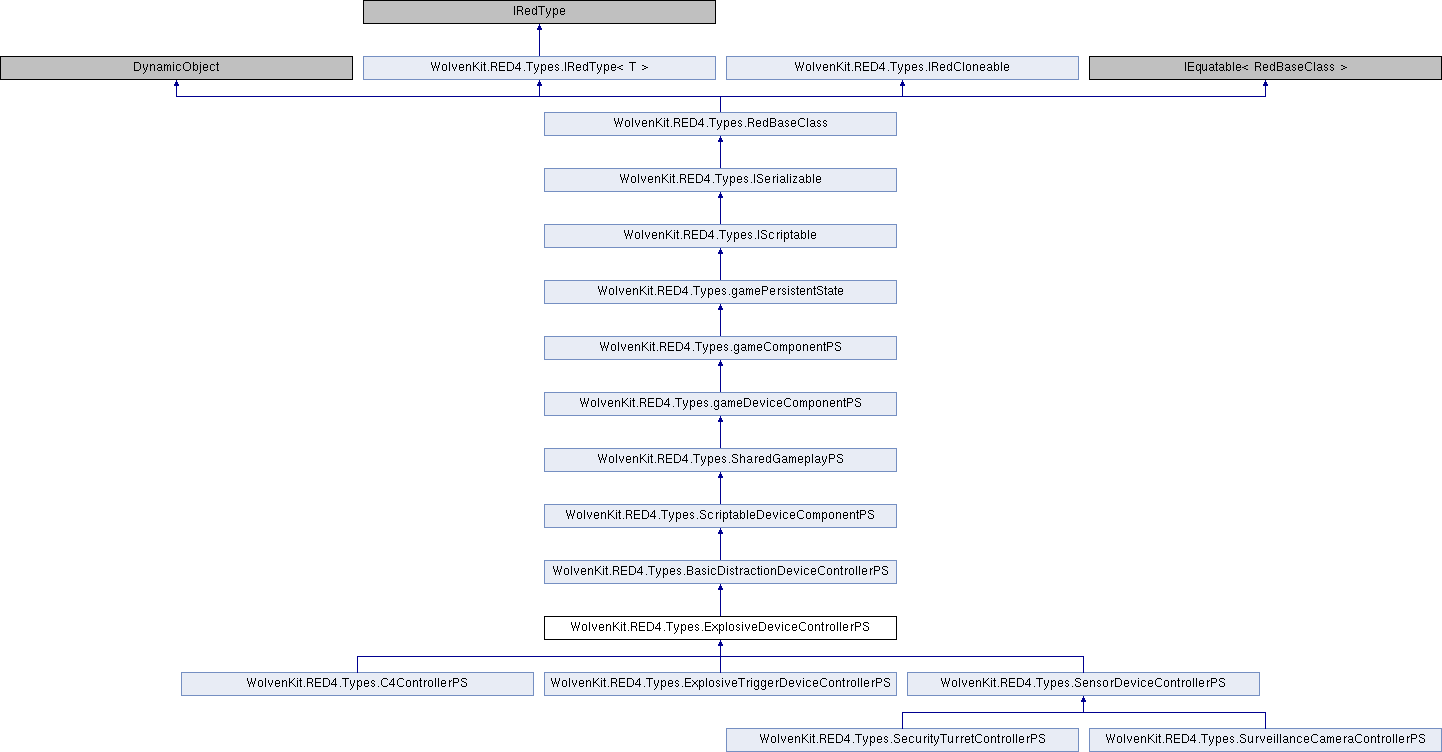 IRedType
DynamicObject
WolvenKit.RED4.Types.IRedType< T >
WolvenKit.RED4.Types.IRedCloneable
IEquatable< RedBaseClass >
WolvenKit.RED4.Types.RedBaseClass
WolvenKit.RED4.Types.ISerializable
WolvenKit.RED4.Types.IScriptable
WolvenKit.RED4.Types.gamePersistentState
WolvenKit.RED4.Types.gameComponentPS
WolvenKit.RED4.Types.gameDeviceComponentPS
WolvenKit.RED4.Types.SharedGameplayPS
WolvenKit.RED4.Types.ScriptableDeviceComponentPS
WolvenKit.RED4.Types.BasicDistractionDeviceControllerPS
WolvenKit.RED4.Types.ExplosiveDeviceControllerPS
WolvenKit.RED4.Types.C4ControllerPS
WolvenKit.RED4.Types.ExplosiveTriggerDeviceControllerPS
WolvenKit.RED4.Types.SensorDeviceControllerPS
WolvenKit.RED4.Types.SecurityTurretControllerPS
WolvenKit.RED4.Types.SurveillanceCameraControllerPS